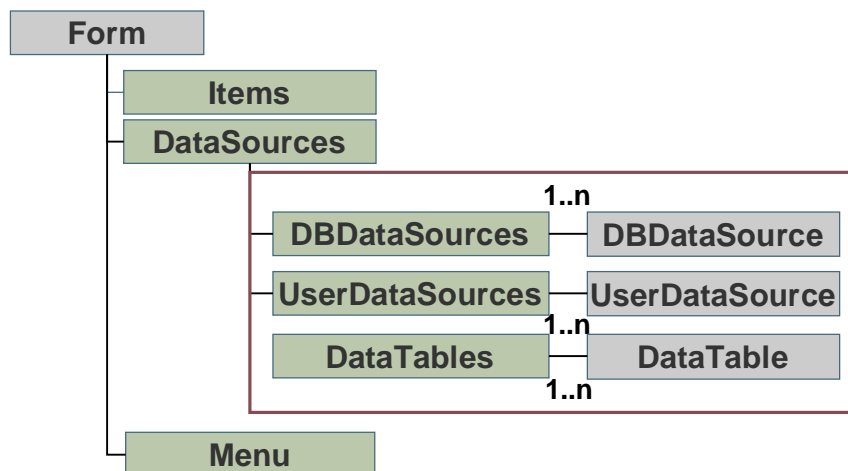 Form
Items
DataSources
1..n
DBDataSources DBDataSource
UserDataSources UserDataSource
1..n
DataTables DataTable
1..n
Menu